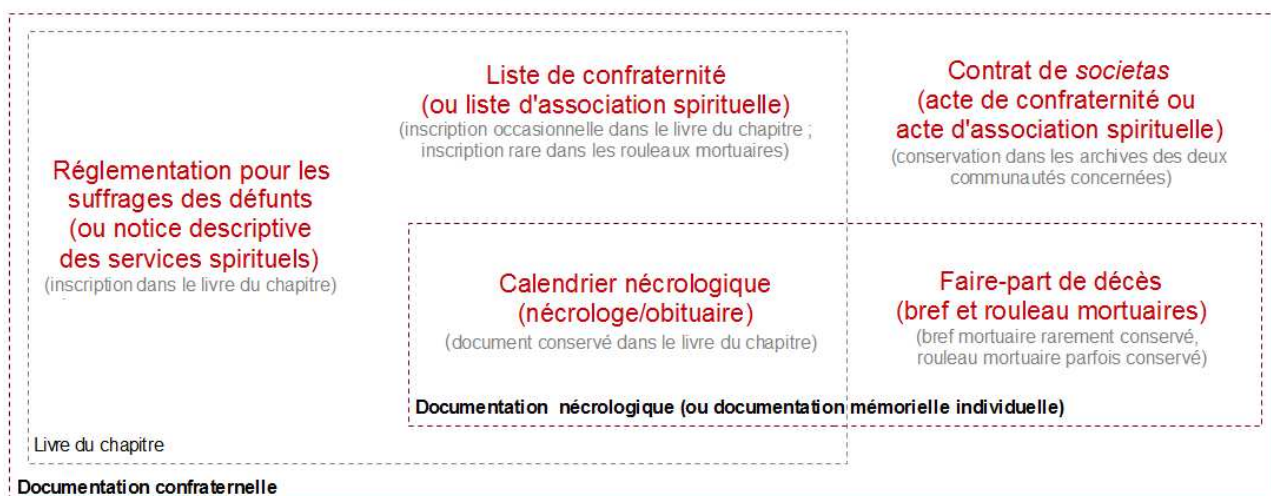 Réglementation pour les
suffrages des défunts
(ou notice descriptive
des services spirituels)
(inscription dans le livre du chapitre)
Liste de confraternité
(ou liste d'association spirituelle)
(inscription occasionnelle dans le livre du chapitre ;
inscription rare dans les rouleaux mortuaires)
Contrat de societas
(acte de confraternité ou
acte d'association spirituelle)
(conservation dans les archives des deux
communautés concernées)
Calendrier nécrologique
(nécrologe/obituaire)
(document conservé dans le livre du chapitre)
Faire-part de décès
(bref et rouleau mortuaires)
(bref mortuaire rarement conservé,
rouleau mortuaire parfois conservé)
Documentation nécrologique (ou documentation mémorielle individuelle)
Livre du chapitre
Documentation confraternelle